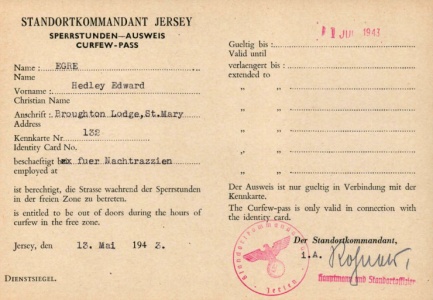 STANDORTKOMMANDANT JERSEY
SPERRSTUNDEN—AUSWEIS
CURFEW-PASS
Name : EGRE
Name
Vorname : Hedley Edward
Christian Name
Anschrift : Broughton Lodge,St.Mary
Address
Kennkarte Nr. 132
Identity Card No.
beschaeftigt fuer Nachtrazzien
employed at
ist berechtigt, die Strasse waehrend der Sperrstunden
in der freien Zone zu betreten.
is entitled to be out of doors during the hours of
curfew in the free zone.
Jersey, den 13. Mai 1943.
DIENSTSIEGEL.
Gueltig bis : JUL 1943
Valid until
verlaengert bis :
extended to
" "
" "
" "
" "
" "
" "
Der Ausweis ist nur gueltig in Verbindung mit der
Kennkarte.
The Curfew-pass is only valid in connection with
the identity card.
Der Standortkommandant,
i.A.
Hauptmann und Standortoffizier
Standortkommandantur
Jersey